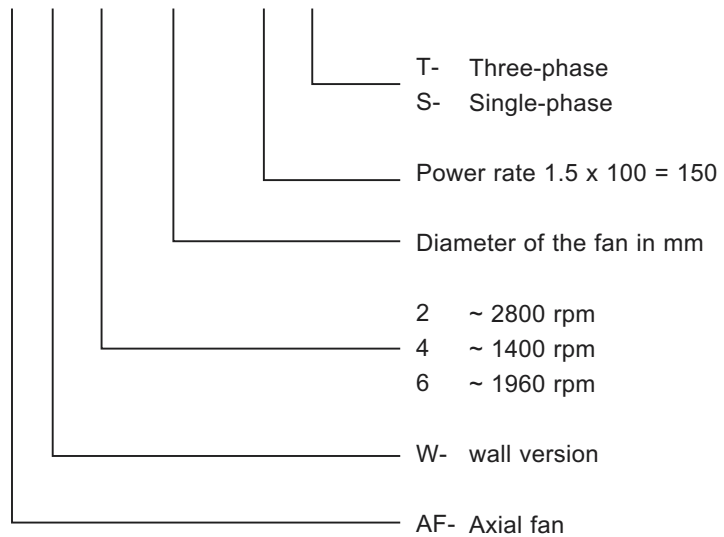 T- Three-phase
S- Single-phase
Power rate 1.5 x 100 = 150
Diameter of the fan in mm
2 ~ 2800 rpm
4 ~ 1400 rpm
6 ~ 1960 rpm
W- wall version
AF- Axial fan